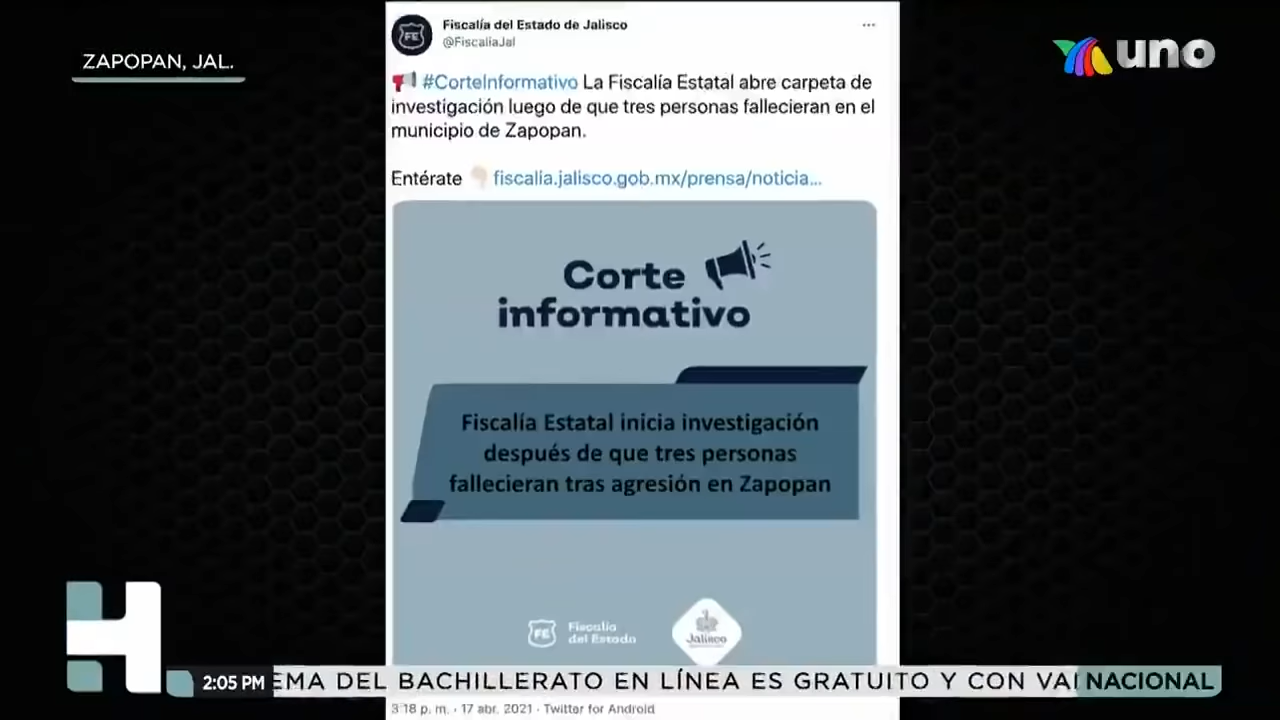 Fiscalía del Estado de Jalisco
@FiscaliaJal
ZAPOPAN, JAL.
uno
#CorteInformativo La Fiscalía Estatal abre carpeta de
investigación luego de que tres personas fallecieran en el
municipio de Zapopan.
Entérate fiscalia.jalisco.gob.mx/prensa/noticia...
Corte
informativo
Fiscalía Estatal inicia investigación
después de que tres personas
fallecieran tras agresión en Zapopan
FE Fiscalía
del Estado
Jalisco
H
2:05 PM EMA DEL BACHILLERATO EN LÍNEA ES GRATUITO Y CON VAI NACIONAL
3:18 p. m. · 17 abr. 2021 · Twitter for Android